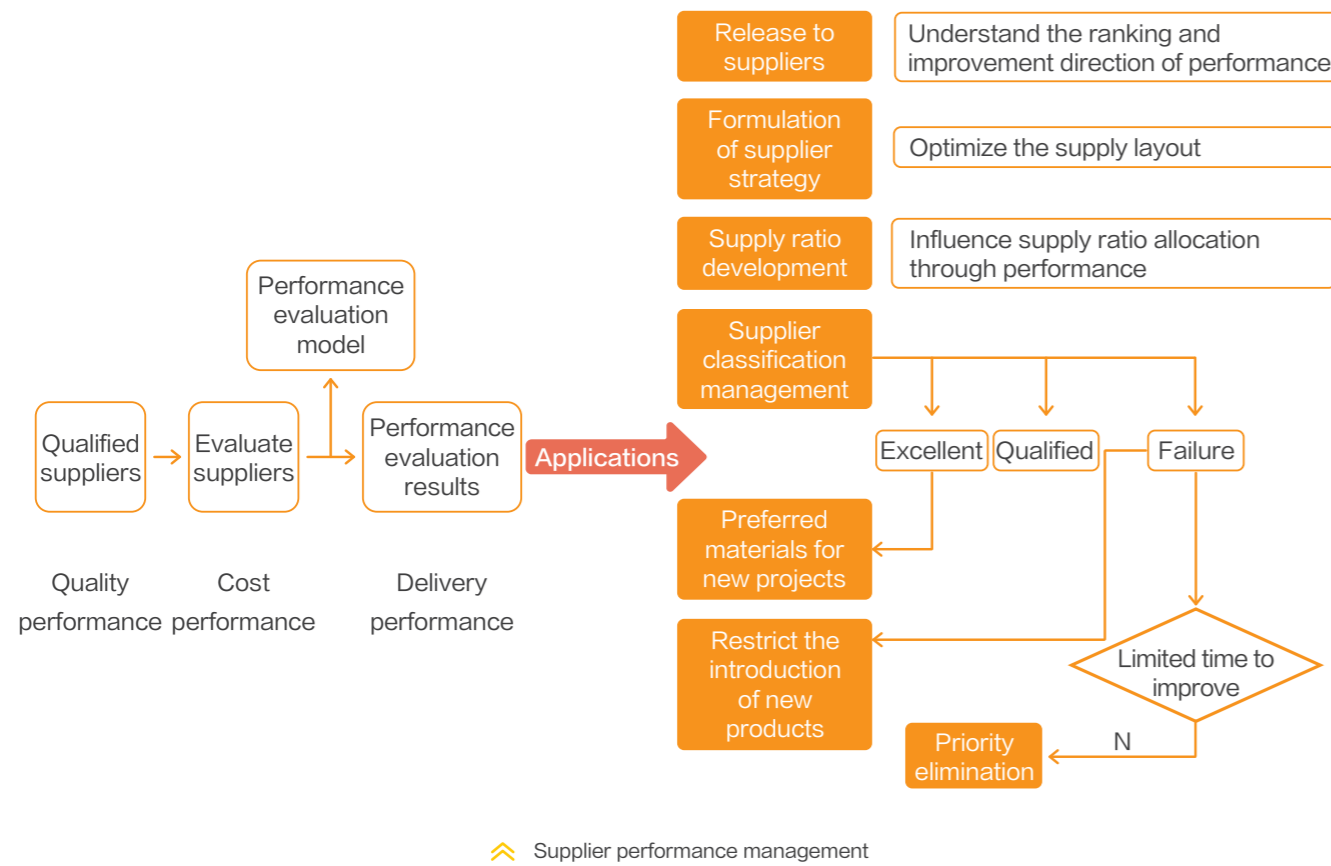 Release to
suppliers
Understand the ranking and
improvement direction of performance
Formulation
of supplier
strategy
Optimize the supply layout
Supply ratio
development
Influence supply ratio allocation
through performance
Performance
evaluation
model
Supplier
classification
management
Qualified
suppliers
Evaluate
suppliers
Performance
evaluation
results
Applications
Excellent
Qualified
Failure
Preferred
materials for
new projects
Quality
performance
Cost
performance
Delivery
performance
Restrict the
introduction
of new
products
Limited time to
improve
N
Priority
elimination
Supplier performance management